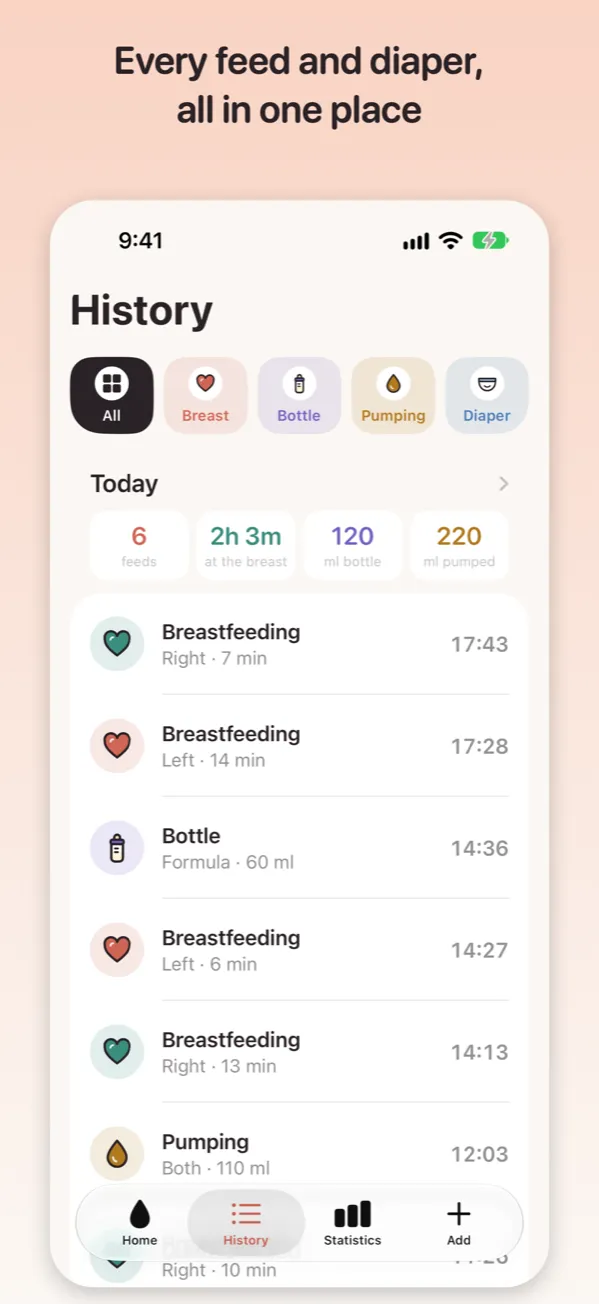 Every feed and diaper,
all in one place
9:41
History
All
Breast
Bottle
Pumping
Diaper
Today
6
feeds
2h 3m
at the breast
120
ml bottle
220
ml pumped
Breastfeeding
Right · 7 min
17:43
Breastfeeding
Left · 14 min
17:28
Bottle
Formula · 60 ml
14:36
Breastfeeding
Left · 6 min
14:27
Breastfeeding
Right · 13 min
14:13
Pumping
Both · 110 ml
12:03
Right · 10 min
Home
History
Statistics
Add